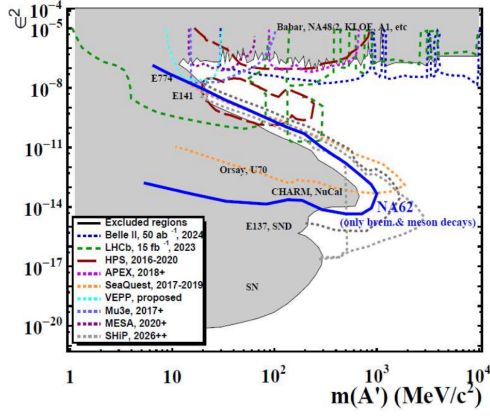 ϵ²
10⁻⁴
10⁻⁸
10⁻¹¹
10⁻¹⁴
10⁻¹⁷
10⁻²⁰
Babar, NA48/2, KLOE, A1, etc
E774
E141
Orsay, U70
CHARM, NuCal
NA62
(only brem.& meson decays)
E137, SND
SN
Excluded regions
Belle II, 50 ab⁻¹, 2024
LHCb, 15 fb⁻¹, 2023
HPS, 2016-2020
APEX, 2018+
SeaQuest, 2017-2019
VEPP, proposed
Mu3e, 2017+
MESA, 2020+
SHiP, 2026++
1 10 10² 10³ 10⁴
m(A') (MeV/c²)